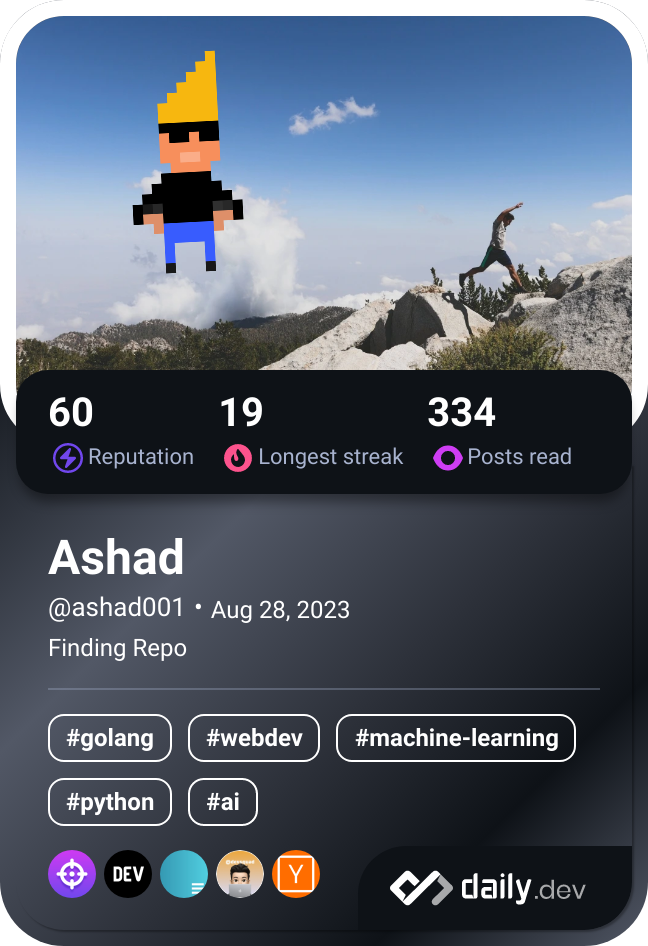 60 19 334
Reputation Longest streak Posts read
Ashad
@ashad001 • Aug 28, 2023
Finding Repo
#golang #webdev #machine-learning
#python #ai
DEV Y
daily.dev